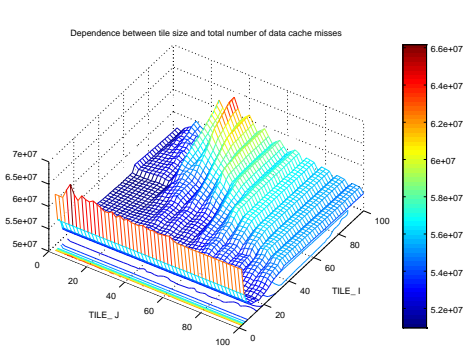 Dependence between tile size and total number of data cache misses
7e+07
6.5e+07
6e+07
5.5e+07
5e+07
0
20
40
60
80
100
TILE_ J
0
20
40
60
80
100
TILE_ I
6.6e+07
6.4e+07
6.2e+07
6e+07
5.8e+07
5.6e+07
5.4e+07
5.2e+07